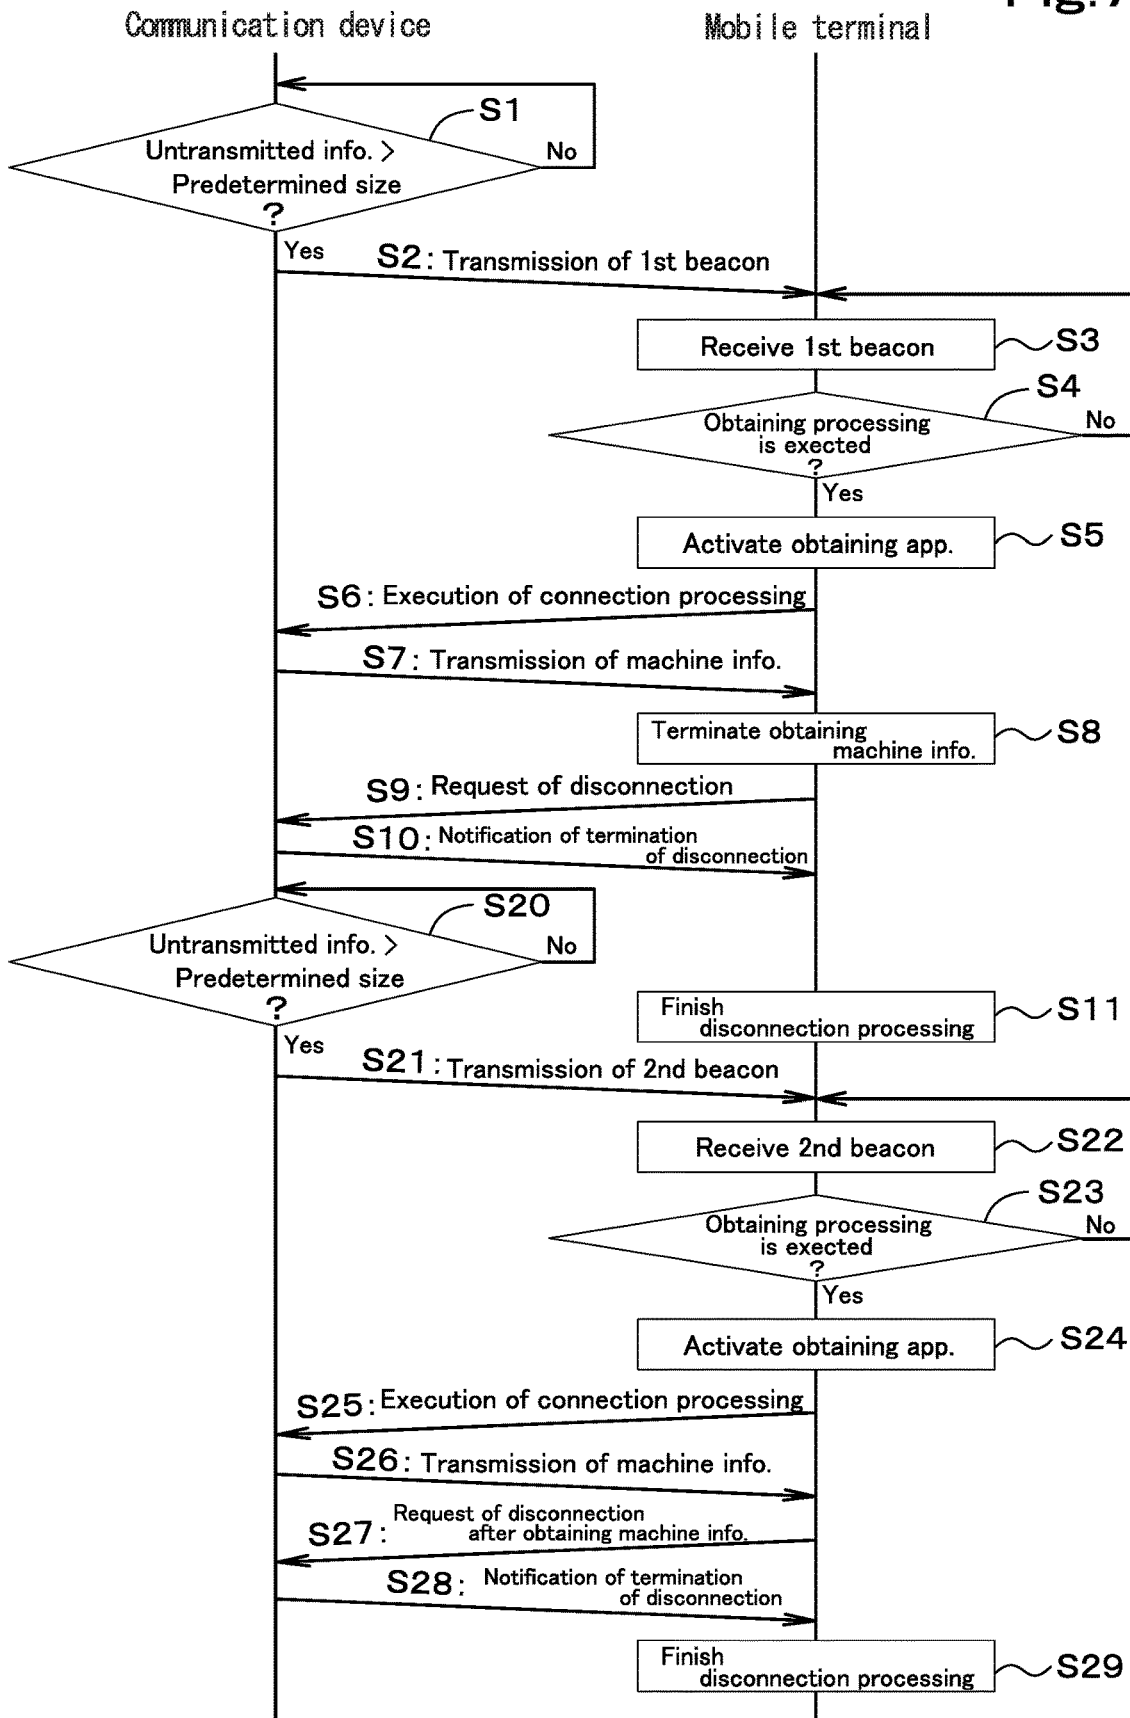 Fig.7
Communication device
Mobile terminal
S1
Untransmitted info. >
Predetermined size
?
No
Yes
S2: Transmission of 1st beacon
Receive 1st beacon
S3
S4
Obtaining processing
is exected
?
No
Yes
Activate obtaining app.
S5
S6: Execution of connection processing
S7: Transmission of machine info.
Terminate obtaining
machine info.
S8
S9: Request of disconnection
S10: Notification of termination
of disconnection
S20
Untransmitted info. >
Predetermined size
?
No
Yes
Finish
disconnection processing
S11
S21: Transmission of 2nd beacon
Receive 2nd beacon
S22
S23
Obtaining processing
is exected
?
No
Yes
Activate obtaining app.
S24
S25: Execution of connection processing
S26: Transmission of machine info.
S27: Request of disconnection
after obtaining machine info.
S28: Notification of termination
of disconnection
Finish
disconnection processing
S29